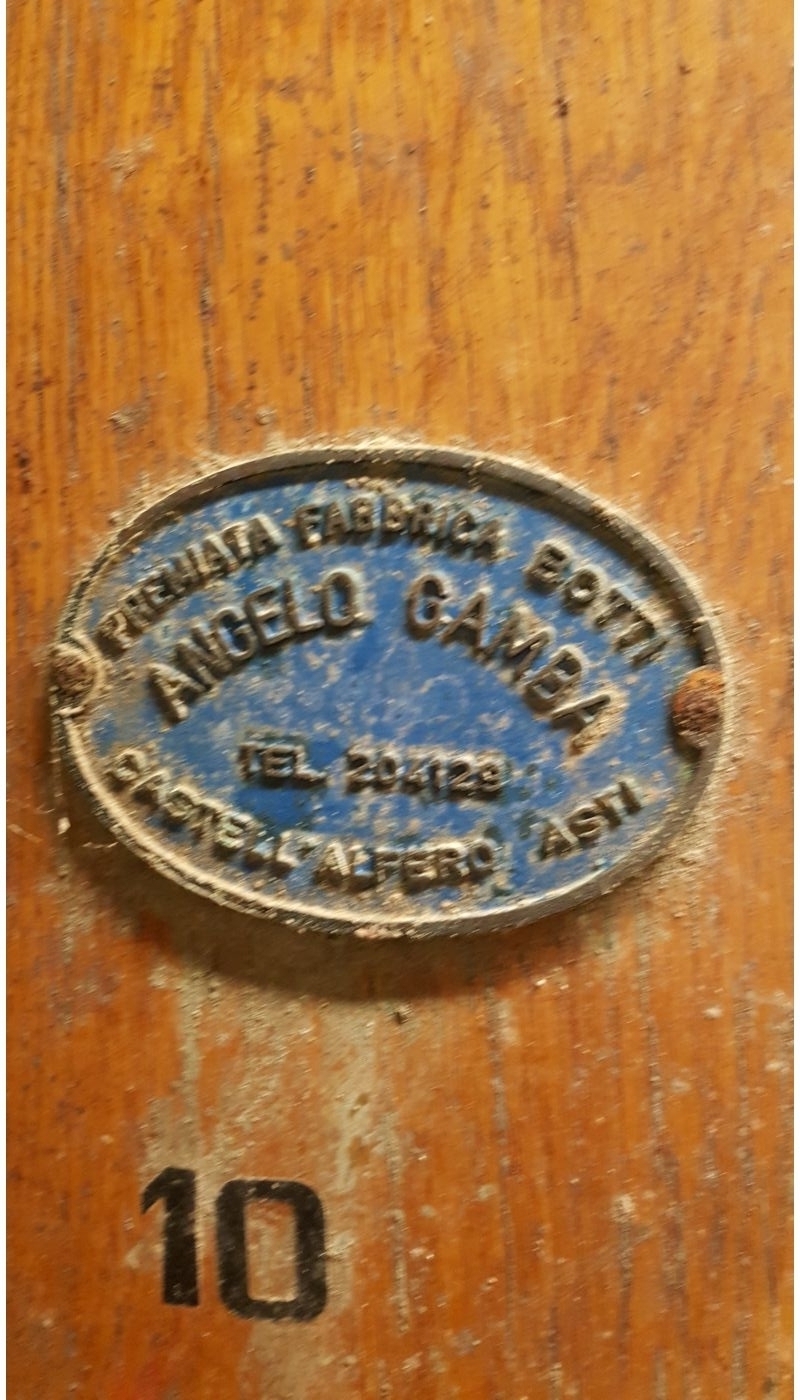 PREMIATA FABBRICA BOTTI
ANGELO GAMBA
TEL. 204129
CASTELL'ALFERO ASTI
10